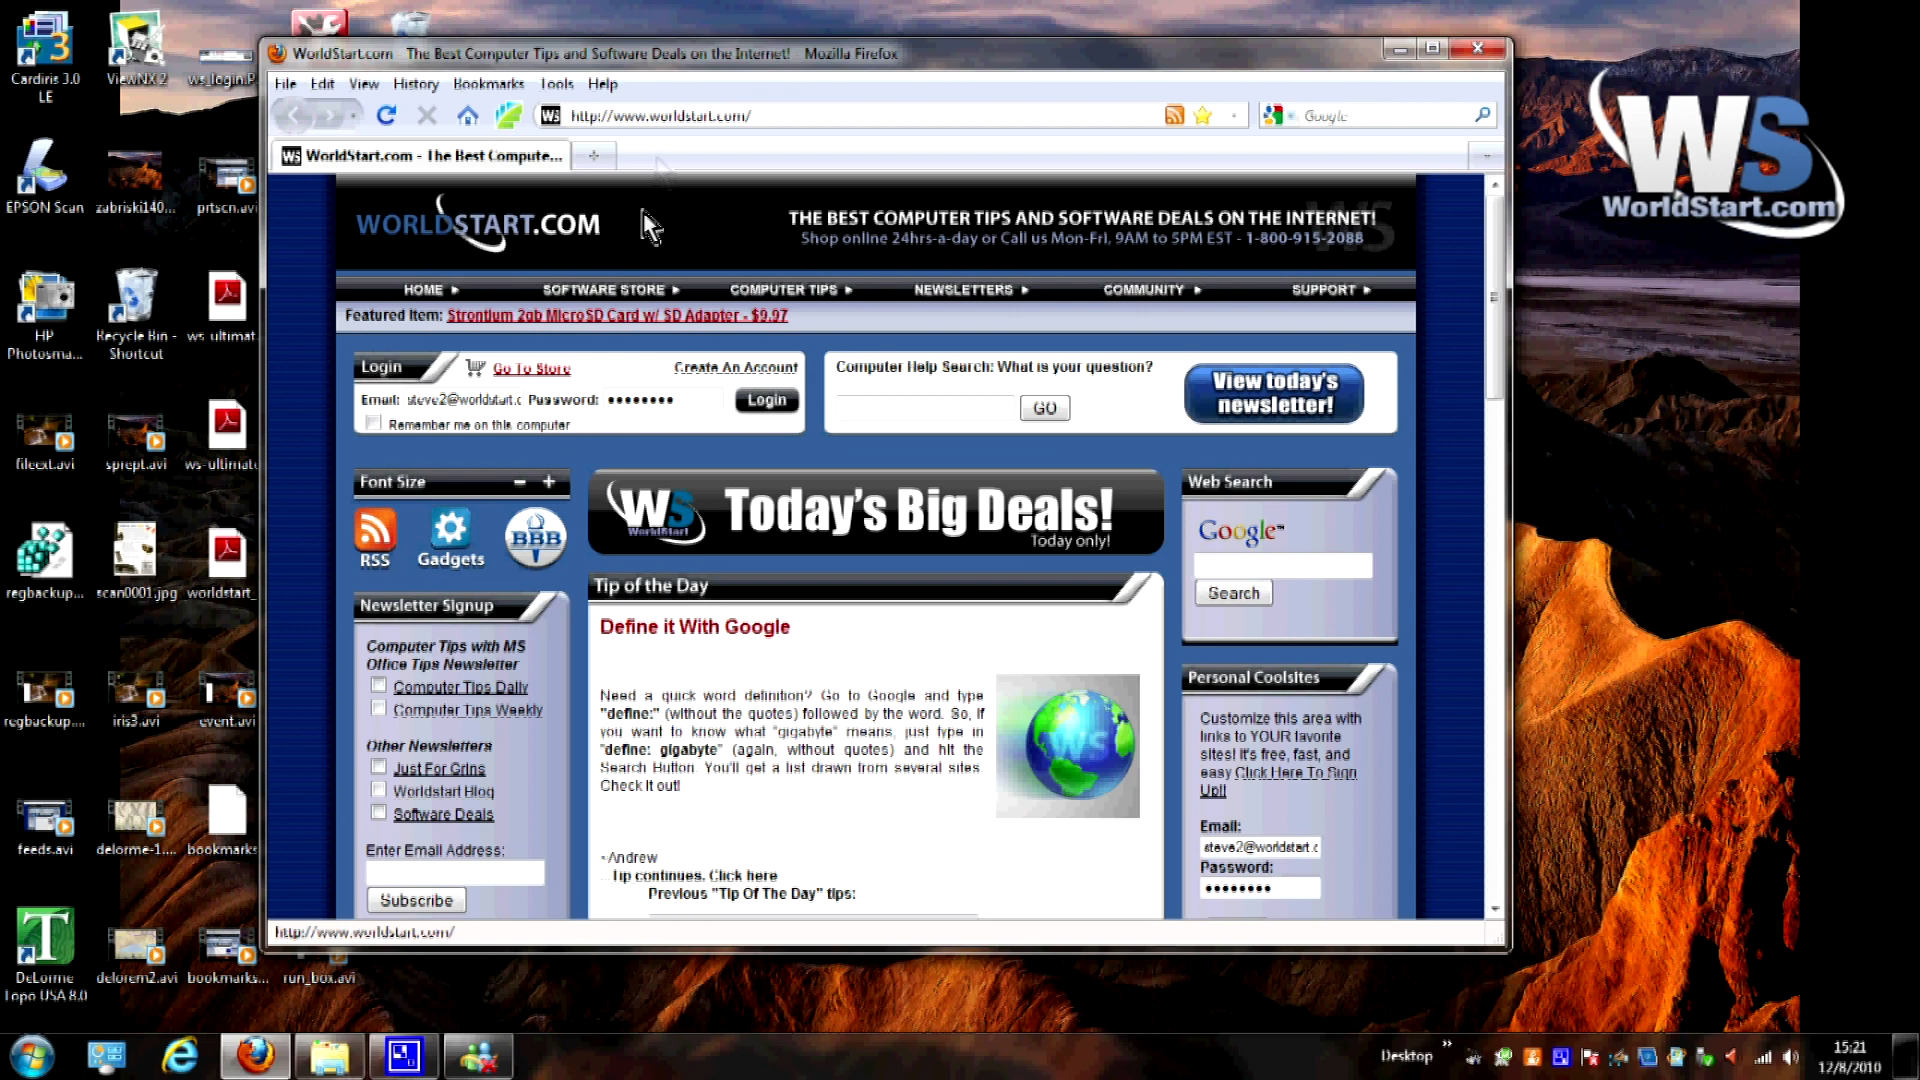 Cardiris 3.0
LE
ViewNX 2
EPSON Scan
zabriski140...
prtscn.avi
HP
Photosma...
Recycle Bin -
Shortcut
ws-ultimat
fileext.avi
sprept.avi
ws-ultimat
regbackup...
scan0001.jpg
worldstart_
regbackup....
iris3.avi
event.avi
feeds.avi
delorme-1....
bookmarks
DeLorme
Topo USA 8.0
delorem2.avi
bookmarks...
run_box.avi
WorldStart.com - The Best Computer Tips and Software Deals on the Internet! - Mozilla Firefox
File Edit View History Bookmarks Tools Help
WS http://www.worldstart.com/
Google
WS WorldStart.com - The Best Compute...
WORLDSTART.COM
THE BEST COMPUTER TIPS AND SOFTWARE DEALS ON THE INTERNET!
Shop online 24hrs-a-day or Call us Mon-Fri, 9AM to 5PM EST - 1-800-915-2088
HOME SOFTWARE STORE COMPUTER TIPS NEWSLETTERS COMMUNITY SUPPORT
Featured Item: Strontium 2gb MicroSD Card w/ SD Adapter - $9.97
Login Go To Store Create An Account
Email: steve2@worldstart.c Password: •••••••• Login
Remember me on this computer
Computer Help Search: What is your question?
GO
View today's
newsletter!
Font Size - +
RSS
Gadgets
BBB
Newsletter Signup
Computer Tips with MS
Office Tips Newsletter
Computer Tips Daily
Computer Tips Weekly
Other Newsletters
Just For Grins
Worldstart Blog
Software Deals
Enter Email Address:
Subscribe
WS
WorldStart
Today's Big Deals!
Today only!
Tip of the Day
Define it With Google
Need a quick word definition? Go to Google and type
"define:" (without the quotes) followed by the word. So, if
you want to know what "gigabyte" means, just type in
"define: gigabyte" (again, without quotes) and hit the
Search Button. You'll get a list drawn from several sites.
Check it out!
WS
~Andrew
Tip continues. Click here
Previous "Tip Of The Day" tips:
Web Search
Google™
Search
Personal Coolsites
Customize this area with
links to YOUR favorite
sites! it's free, fast, and
easy Click Here To Sign
Up!!
Email:
steve2@worldstart.c
Password:
••••••••
http://www.worldstart.com/
WS
WorldStart.com
Desktop »
15:21
12/8/2010